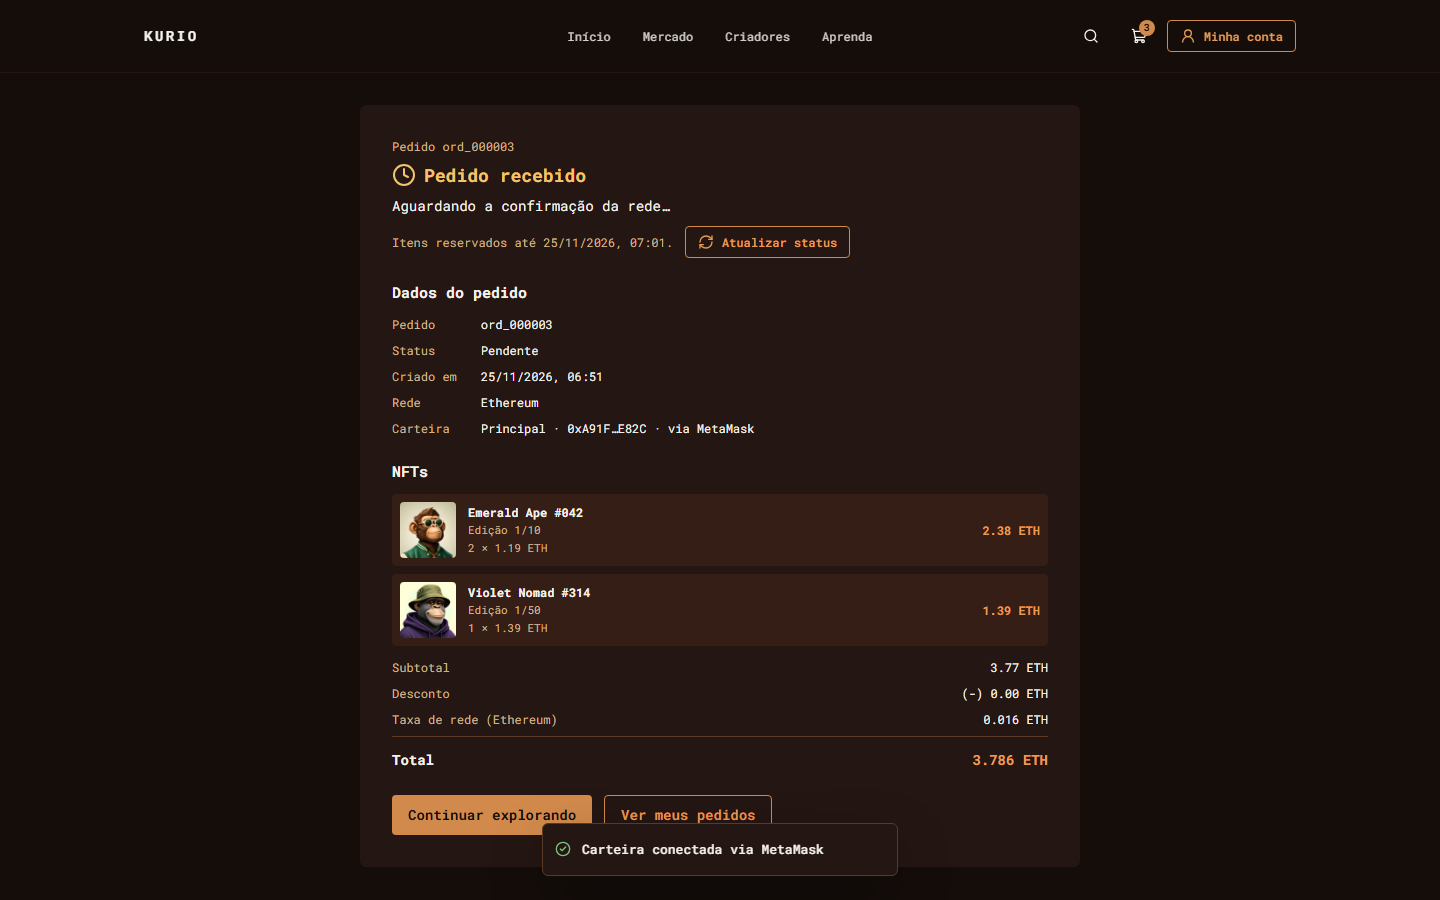 KURIO
Início
Mercado
Criadores
Aprenda
3
Minha conta
Pedido ord_000003
Pedido recebido
Aguardando a confirmação da rede…
Itens reservados até 25/11/2026, 07:01.
Atualizar status
Dados do pedido
Pedido ord_000003
Status Pendente
Criado em 25/11/2026, 06:51
Rede Ethereum
Carteira Principal · 0xA91F…E82C · via MetaMask
NFTs
Emerald Ape #042
Edição 1/10
2 × 1.19 ETH
2.38 ETH
Violet Nomad #314
Edição 1/50
1 × 1.39 ETH
1.39 ETH
Subtotal 3.77 ETH
Desconto (-) 0.00 ETH
Taxa de rede (Ethereum) 0.016 ETH
Total 3.786 ETH
Continuar explorando
Ver meus pedidos
Carteira conectada via MetaMask